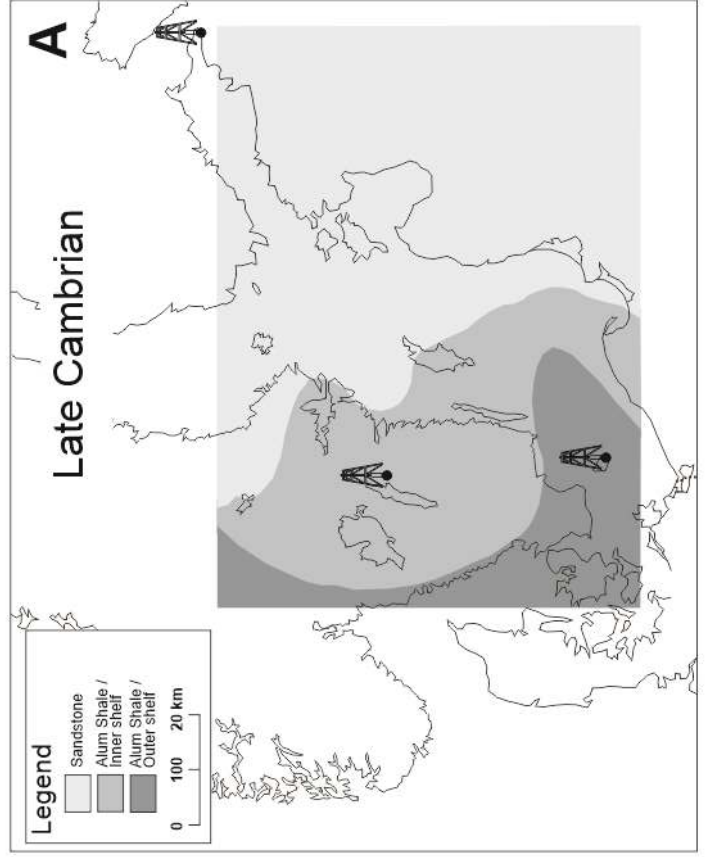 A
Late Cambrian
Legend
Sandstone
Alum Shale /
Inner shelf
Alum Shale /
Outer shelf
0 100 20 km